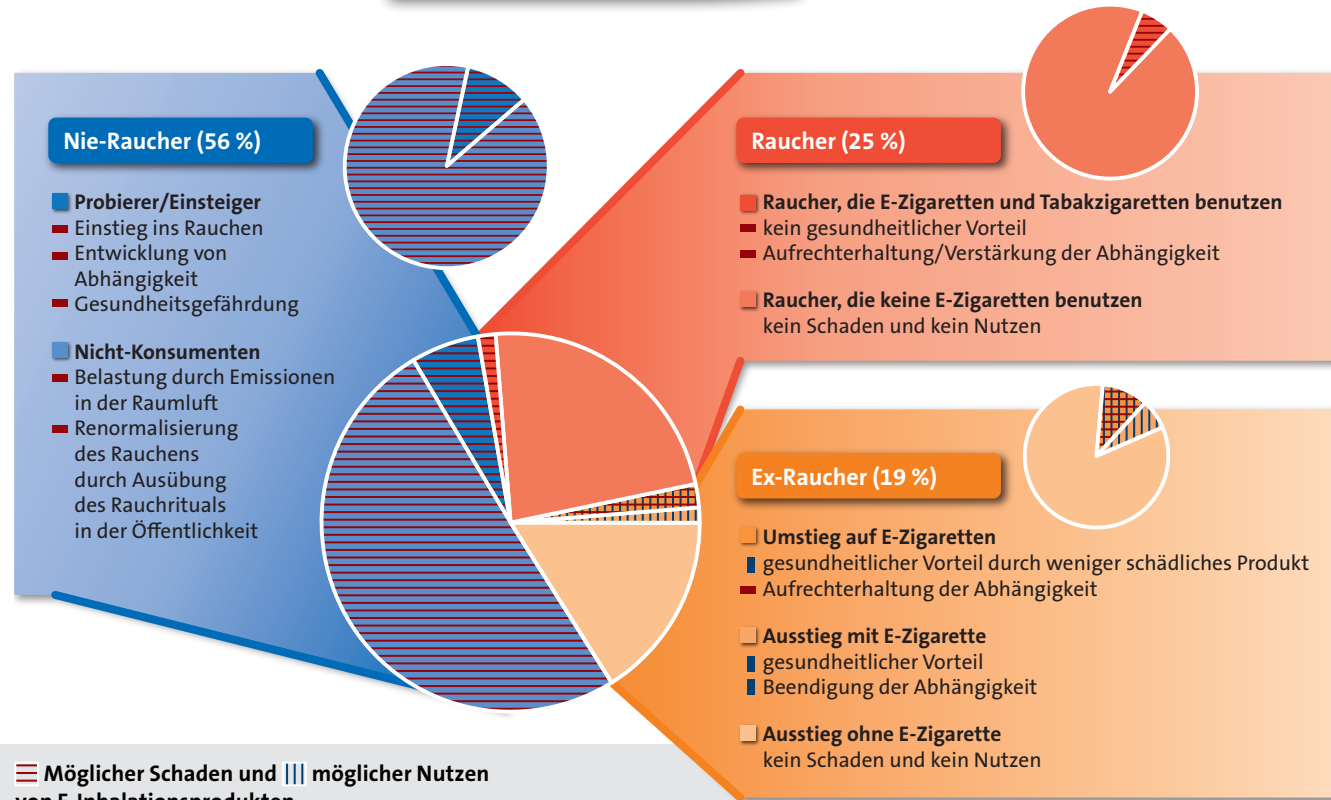 Nie-Raucher (56 %)
Probierer/Einsteiger
Einstieg ins Rauchen
Entwicklung von
Abhängigkeit
Gesundheitsgefährdung
Nicht-Konsumenten
Belastung durch Emissionen
in der Raumluft
Renormalisierung
des Rauchens
durch Ausübung
des Rauchrituals
in der Öffentlichkeit
Raucher (25 %)
Raucher, die E-Zigaretten und Tabakzigaretten benutzen
kein gesundheitlicher Vorteil
Aufrechterhaltung/Verstärkung der Abhängigkeit
Raucher, die keine E-Zigaretten benutzen
kein Schaden und kein Nutzen
Ex-Raucher (19 %)
Umstieg auf E-Zigaretten
gesundheitlicher Vorteil durch weniger schädliches Produkt
Aufrechterhaltung der Abhängigkeit
Ausstieg mit E-Zigarette
gesundheitlicher Vorteil
Beendigung der Abhängigkeit
Ausstieg ohne E-Zigarette
kein Schaden und kein Nutzen
Möglicher Schaden und möglicher Nutzen
von E-Inhalationsprodukten